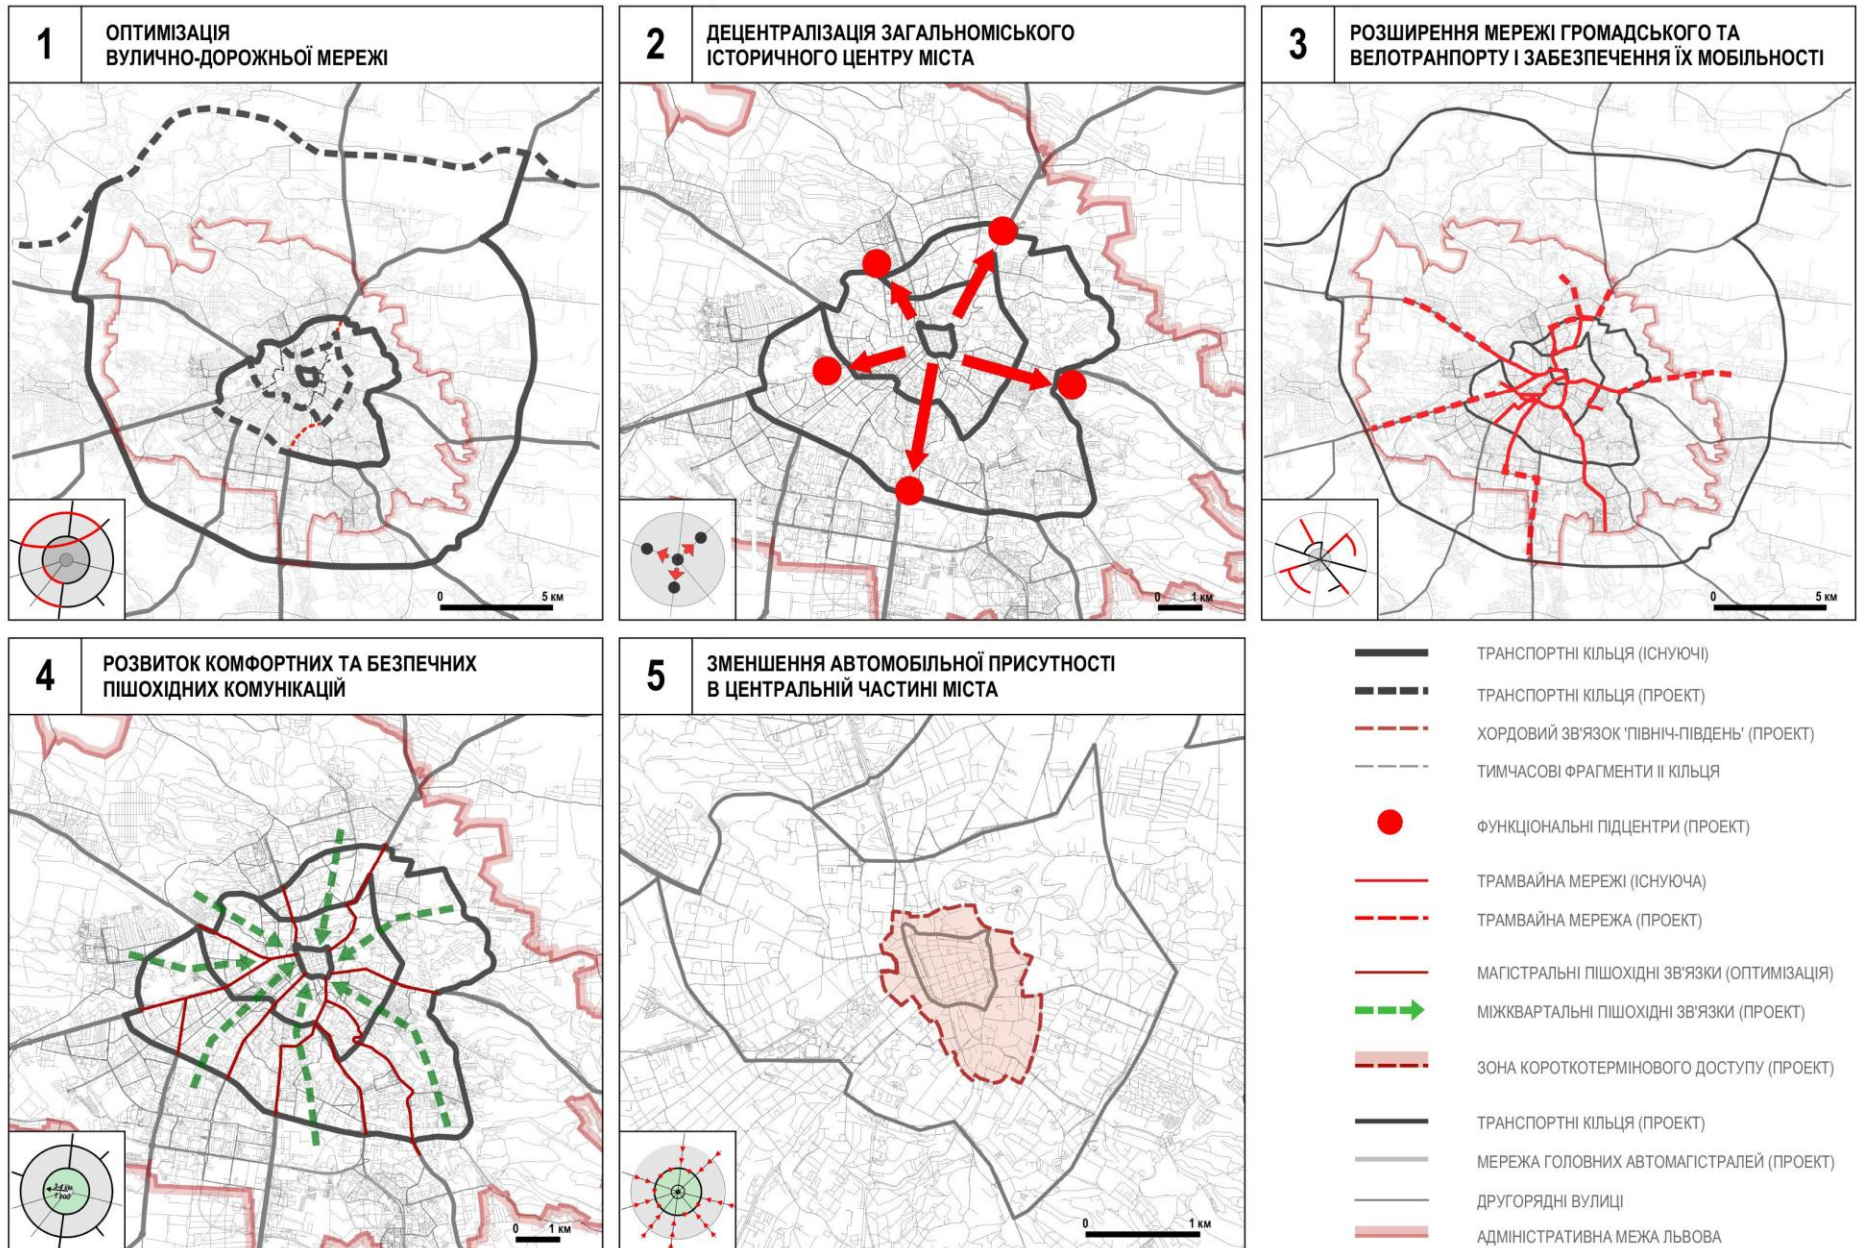 1
ОПТИМІЗАЦІЯ
ВУЛИЧНО-ДОРОЖНЬОЇ МЕРЕЖІ
0
5 км
2
ДЕЦЕНТРАЛІЗАЦІЯ ЗАГАЛЬНОМІСЬКОГО
ІСТОРИЧНОГО ЦЕНТРУ МІСТА
0
1 км
3
РОЗШИРЕННЯ МЕРЕЖІ ГРОМАДСЬКОГО ТА
ВЕЛОТРАНПОРТУ І ЗАБЕЗПЕЧЕННЯ ЇХ МОБІЛЬНОСТІ
0
5 км
4
РОЗВИТОК КОМФОРТНИХ ТА БЕЗПЕЧНИХ
ПІШОХІДНИХ КОМУНІКАЦІЙ
0
1 км
5
ЗМЕНШЕННЯ АВТОМОБІЛЬНОЇ ПРИСУТНОСТІ
В ЦЕНТРАЛЬНІЙ ЧАСТИНІ МІСТА
0
1 км
ТРАНСПОРТНІ КІЛЬЦЯ (ІСНУЮЧІ)
ТРАНСПОРТНІ КІЛЬЦЯ (ПРОЕКТ)
ХОРДОВИЙ ЗВ'ЯЗОК 'ПІВНІЧ-ПІВДЕНЬ' (ПРОЕКТ)
ТИМЧАСОВІ ФРАГМЕНТИ ІІ КІЛЬЦЯ
ФУНКЦІОНАЛЬНІ ПІДЦЕНТРИ (ПРОЕКТ)
ТРАМВАЙНА МЕРЕЖІ (ІСНУЮЧА)
ТРАМВАЙНА МЕРЕЖА (ПРОЕКТ)
МАГІСТРАЛЬНІ ПІШОХІДНІ ЗВ'ЯЗКИ (ОПТИМІЗАЦІЯ)
МІЖКВАРТАЛЬНІ ПІШОХІДНІ ЗВ'ЯЗКИ (ПРОЕКТ)
ЗОНА КОРОТКОТЕРМІНОВОГО ДОСТУПУ (ПРОЕКТ)
ТРАНСПОРТНІ КІЛЬЦЯ (ПРОЕКТ)
МЕРЕЖА ГОЛОВНИХ АВТОМАГІСТРАЛЕЙ (ПРОЕКТ)
ДРУГОРЯДНІ ВУЛИЦІ
АДМІНІСТРАТИВНА МЕЖА ЛЬВОВА